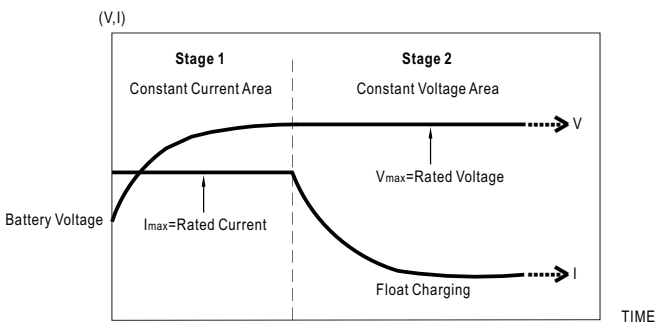 (V,I)
Stage 1
Stage 2
Constant Current Area
Constant Voltage Area
V
Vmax=Rated Voltage
Battery Voltage
Imax=Rated Current
I
Float Charging
TIME